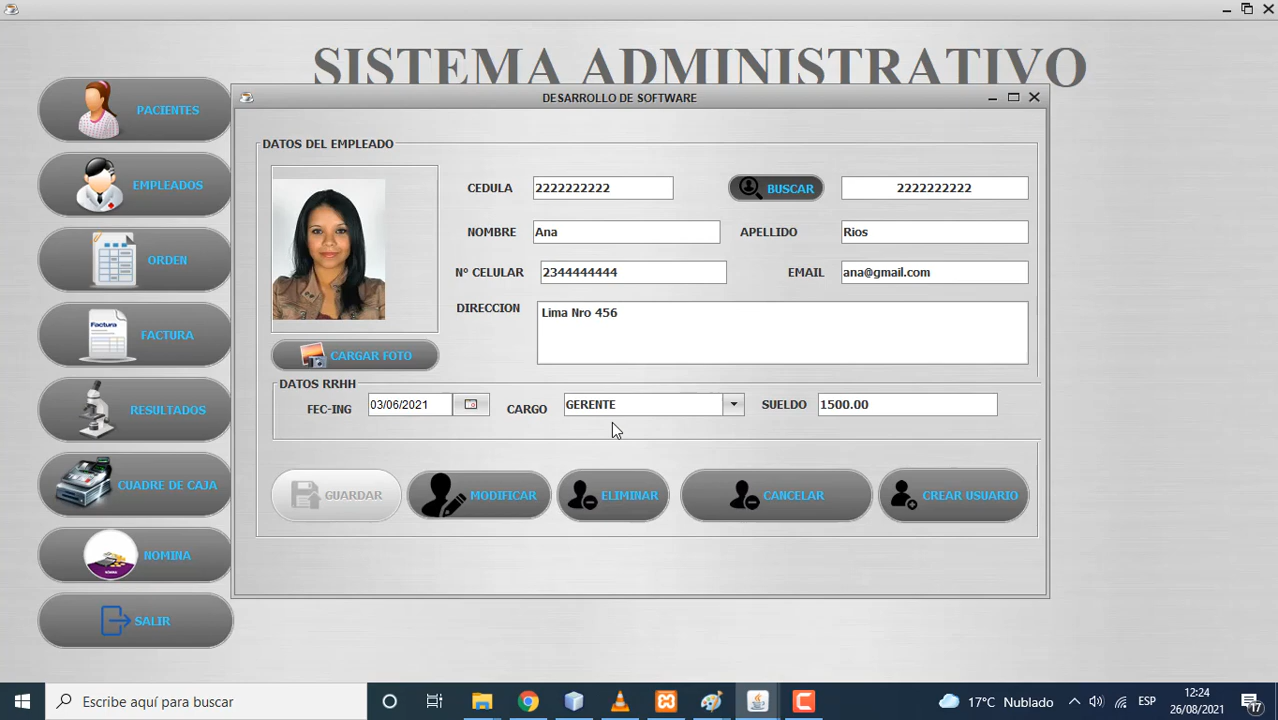 SISTEMA ADMINISTRATIVO
DESARROLLO DE SOFTWARE
PACIENTES
EMPLEADOS
ORDEN
Factura
FACTURA
RESULTADOS
CUADRE DE CAJA
NOMINA
SALIR
DATOS DEL EMPLEADO
CEDULA 2222222222 BUSCAR 2222222222
NOMBRE Ana APELLIDO Rios
Nº CELULAR 2344444444 EMAIL ana@gmail.com
DIRECCION Lima Nro 456
CARGAR FOTO
DATOS RRHH
FEC-ING 03/06/2021 CARGO GERENTE SUELDO 1500.00
GUARDAR MODIFICAR ELIMINAR CANCELAR CREAR USUARIO
Escribe aquí para buscar 17°C Nublado ESP 12:24
26/08/2021 17